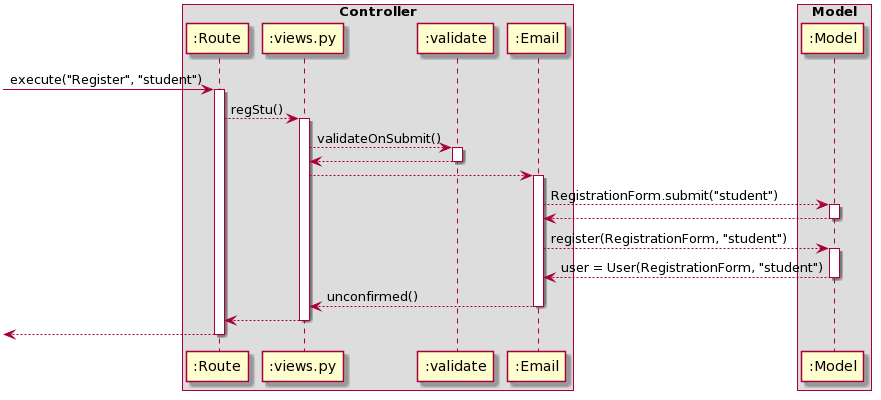 Controller
Model
:Route
:views.py
:validate
:Email
:Model
execute("Register", "student")
regStu()
validateOnSubmit()
RegistrationForm.submit("student")
register(RegistrationForm, "student")
user = User(RegistrationForm, "student")
unconfirmed()
:Route
:views.py
:validate
:Email
:Model